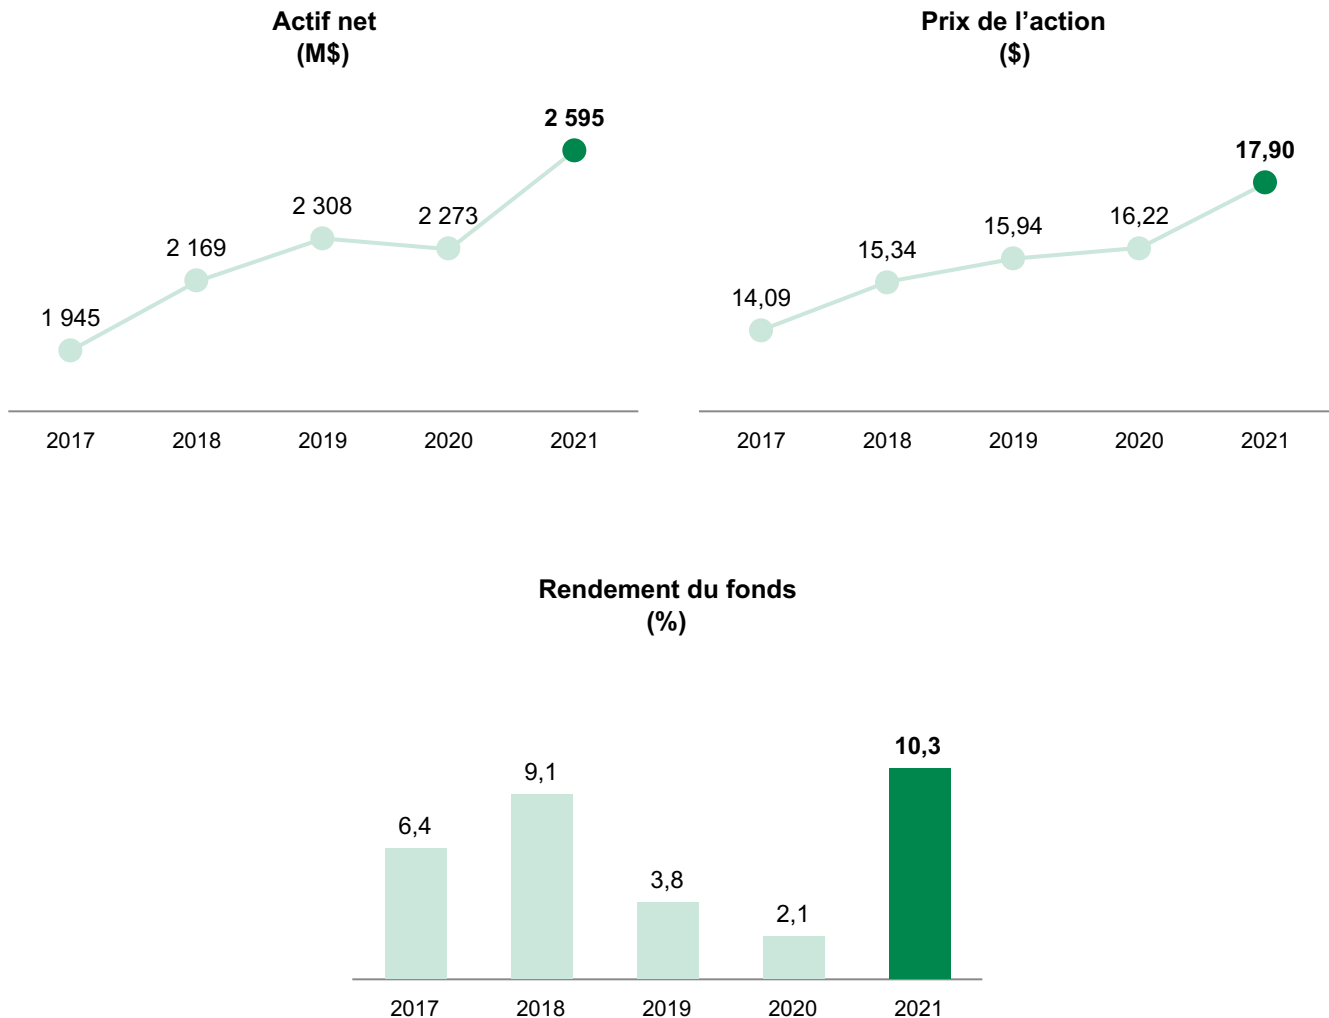 Actif net
(M$)
2 595
2 308
2 273
2 169
1 945
2017 2018 2019 2020 2021
Prix de l’action
($)
17,90
16,22
15,94
15,34
14,09
2017 2018 2019 2020 2021
Rendement du fonds
(%)
10,3
9,1
6,4
3,8
2,1
2017 2018 2019 2020 2021